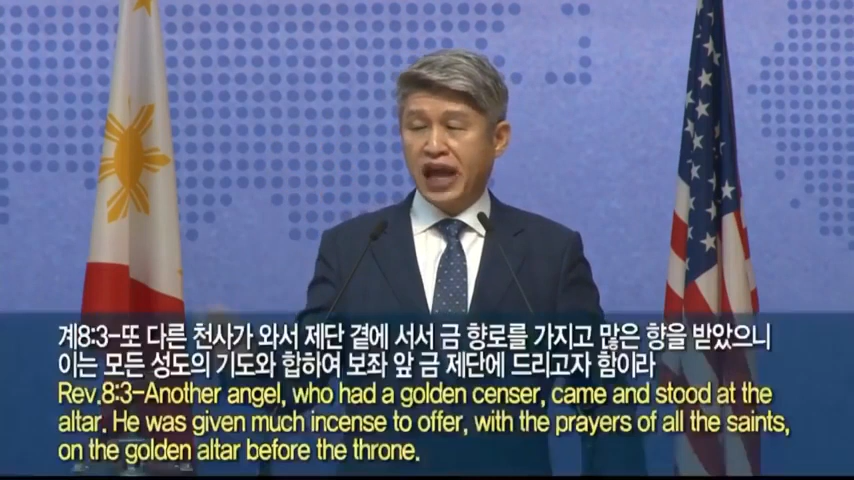 계8:3-또 다른 천사가 와서 제단 곁에 서서 금 향로를 가지고 많은 향을 받았으니
이는 모든 성도의 기도와 합하여 보좌 앞 금 제단에 드리고자 함이라
Rev.8:3-Another angel, who had a golden censer, came and stood at the
altar. He was given much incense to offer, with the prayers of all the saints,
on the golden altar before the throne.